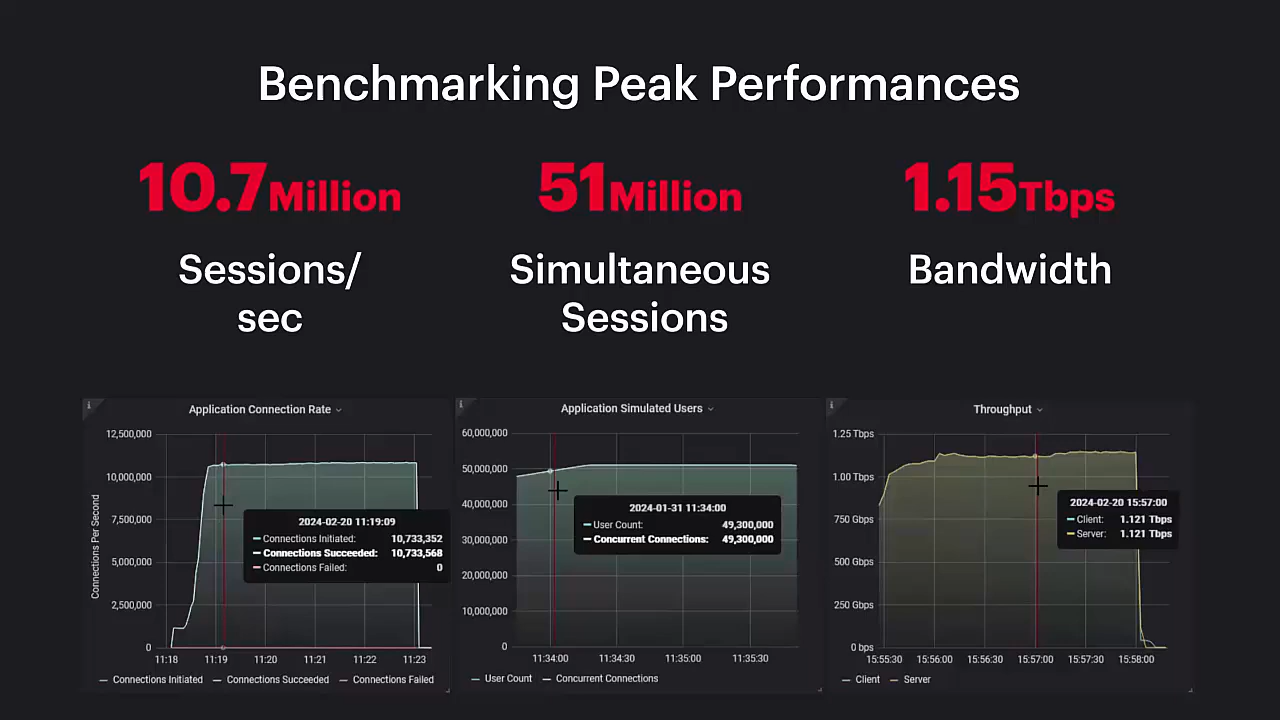 Benchmarking Peak Performances
10.7Million
Sessions/
sec
51Million
Simultaneous
Sessions
1.15Tbps
Bandwidth
i
Application Connection Rate
Connections Per Second
12,500,000
10,000,000
7,500,000
5,000,000
2,500,000
0
2024-02-20 11:19:09
Connections Initiated: 10,733,352
Connections Succeeded: 10,733,568
Connections Failed: 0
11:18 11:19 11:20 11:21 11:22 11:23
Connections Initiated Connections Succeeded Connections Failed
i
Application Simulated Users
60,000,000
50,000,000
40,000,000
30,000,000
20,000,000
10,000,000
0
2024-01-31 11:34:00
User Count: 49,300,000
Concurrent Connections: 49,300,000
11:34:00 11:34:30 11:35:00 11:35:30
User Count Concurrent Connections
i
Throughput
1.25 Tbps
1.00 Tbps
750 Gbps
500 Gbps
250 Gbps
0 bps
2024-02-20 15:57:00
Client: 1.121 Tbps
Server: 1.121 Tbps
15:55:30 15:56:00 15:56:30 15:57:00 15:57:30 15:58:00
Client Server